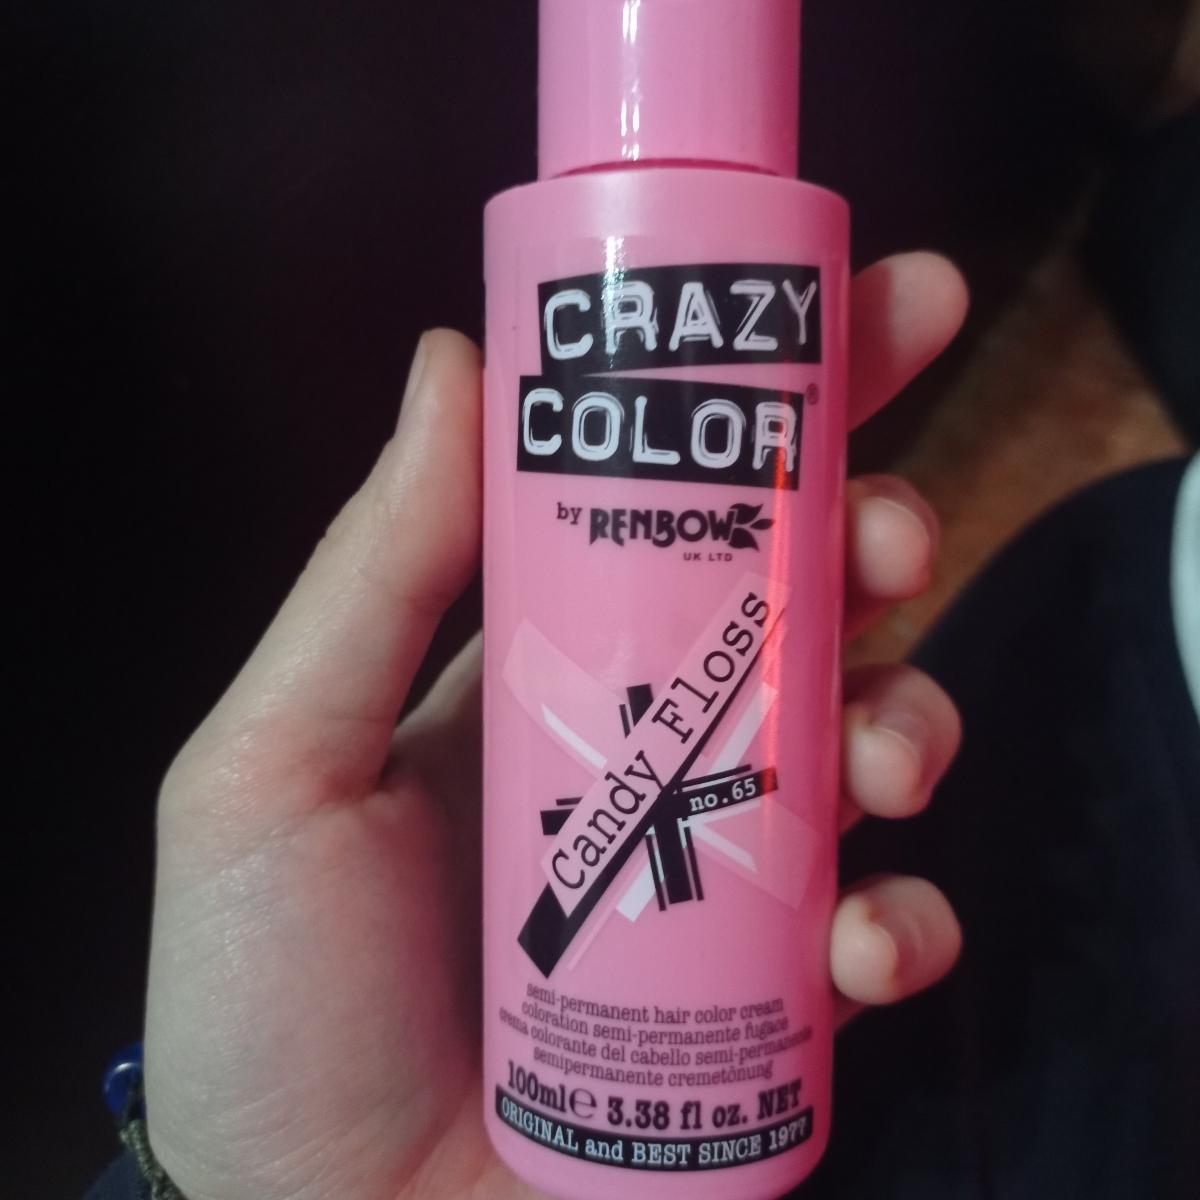 CRAZY
COLOR®
by RENBOW
UK LTD
Candy Floss
no.65
semi-permanent hair color cream
coloration semi-permanente fugace
crema colorante del cabello semi-permanente
semipermanente cremetönung
100ml℮ 3.38 fl oz. NET
ORIGINAL and BEST SINCE 1977